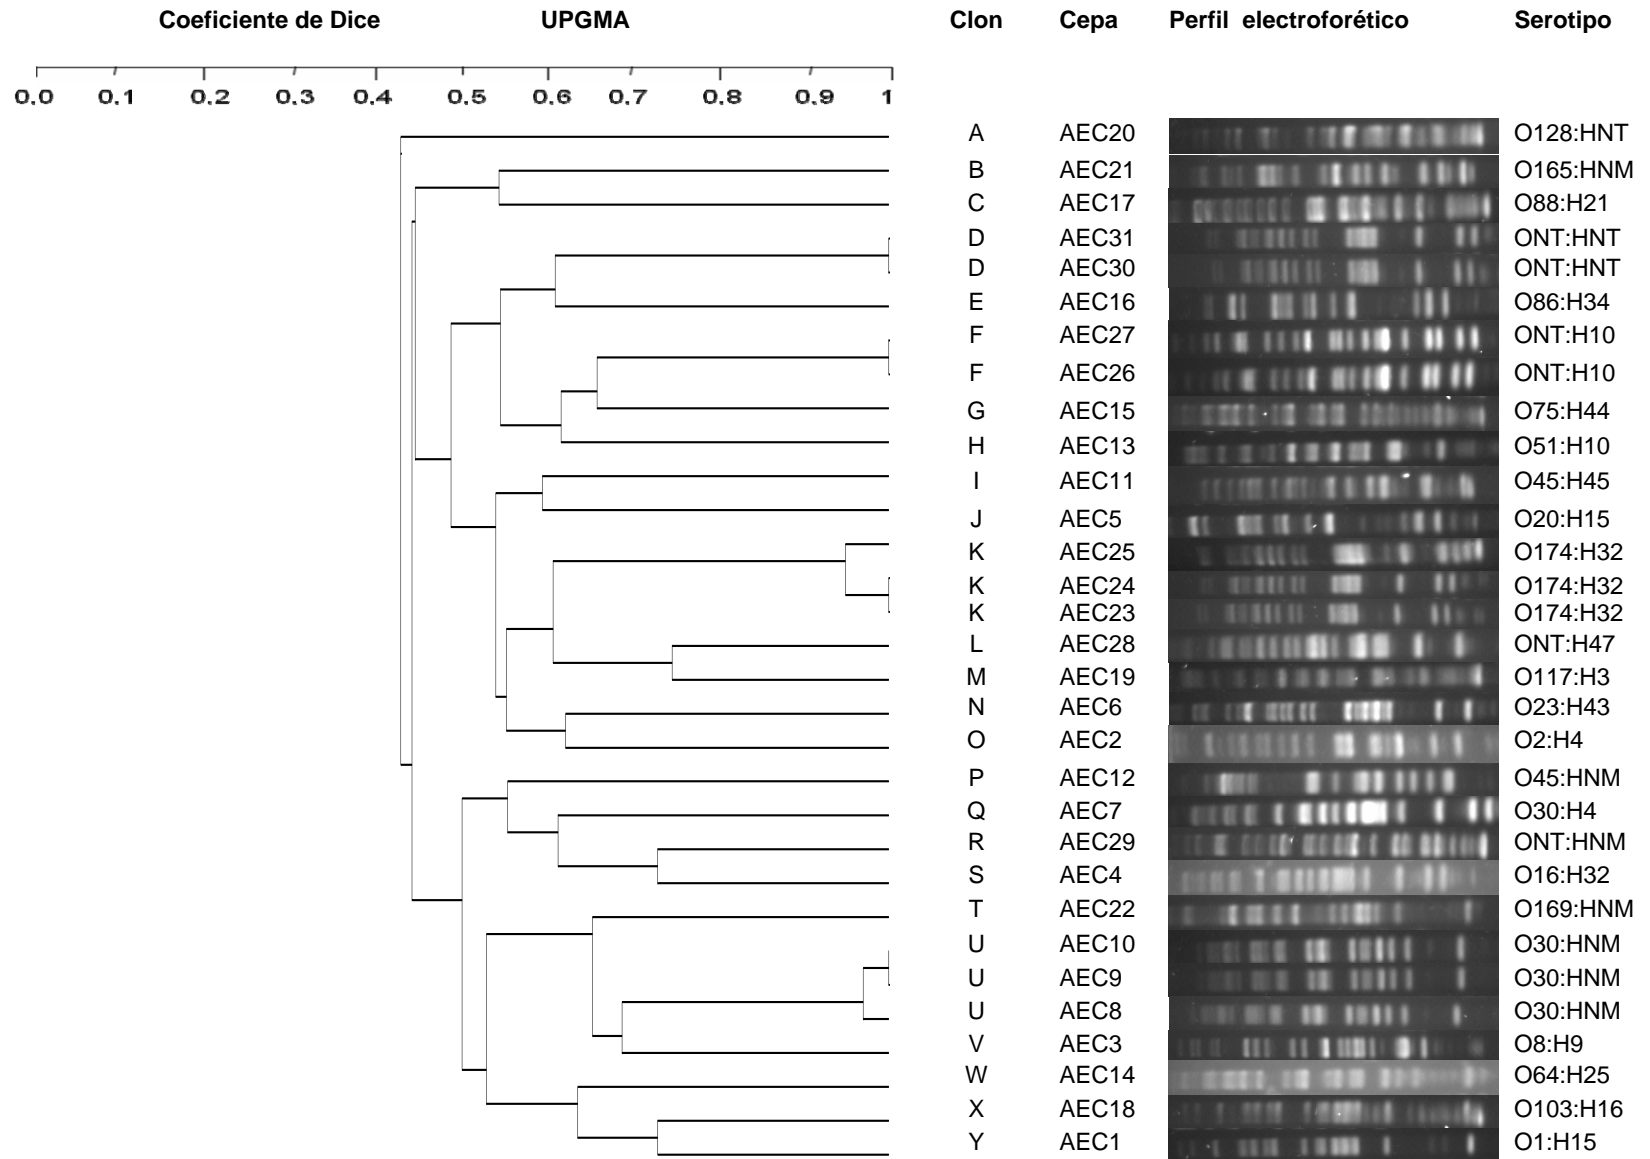 Coeficiente de Dice UPGMA Clon Cepa Perfil electroforético Serotipo
0.0 0.1 0.2 0.3 0.4 0.5 0.6 0.7 0.8 0.9 1
A AEC20 O128:HNT
B AEC21 O165:HNM
C AEC17 O88:H21
D AEC31 ONT:HNT
D AEC30 ONT:HNT
E AEC16 O86:H34
F AEC27 ONT:H10
F AEC26 ONT:H10
G AEC15 O75:H44
H AEC13 O51:H10
I AEC11 O45:H45
J AEC5 O20:H15
K AEC25 O174:H32
K AEC24 O174:H32
K AEC23 O174:H32
L AEC28 ONT:H47
M AEC19 O117:H3
N AEC6 O23:H43
O AEC2 O2:H4
P AEC12 O45:HNM
Q AEC7 O30:H4
R AEC29 ONT:HNM
S AEC4 O16:H32
T AEC22 O169:HNM
U AEC10 O30:HNM
U AEC9 O30:HNM
U AEC8 O30:HNM
V AEC3 O8:H9
W AEC14 O64:H25
X AEC18 O103:H16
Y AEC1 O1:H15